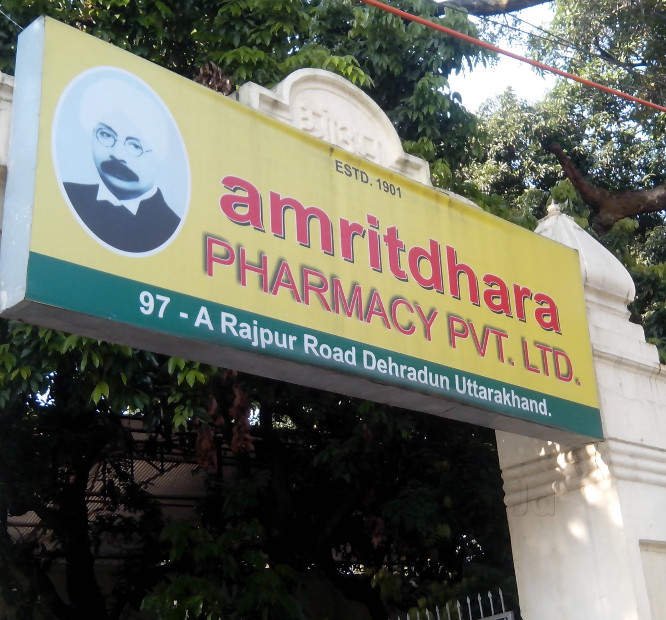 ESTD. 1901
amritdhara
PHARMACY PVT. LTD.
97 - A Rajpur Road Dehradun Uttarakhand.